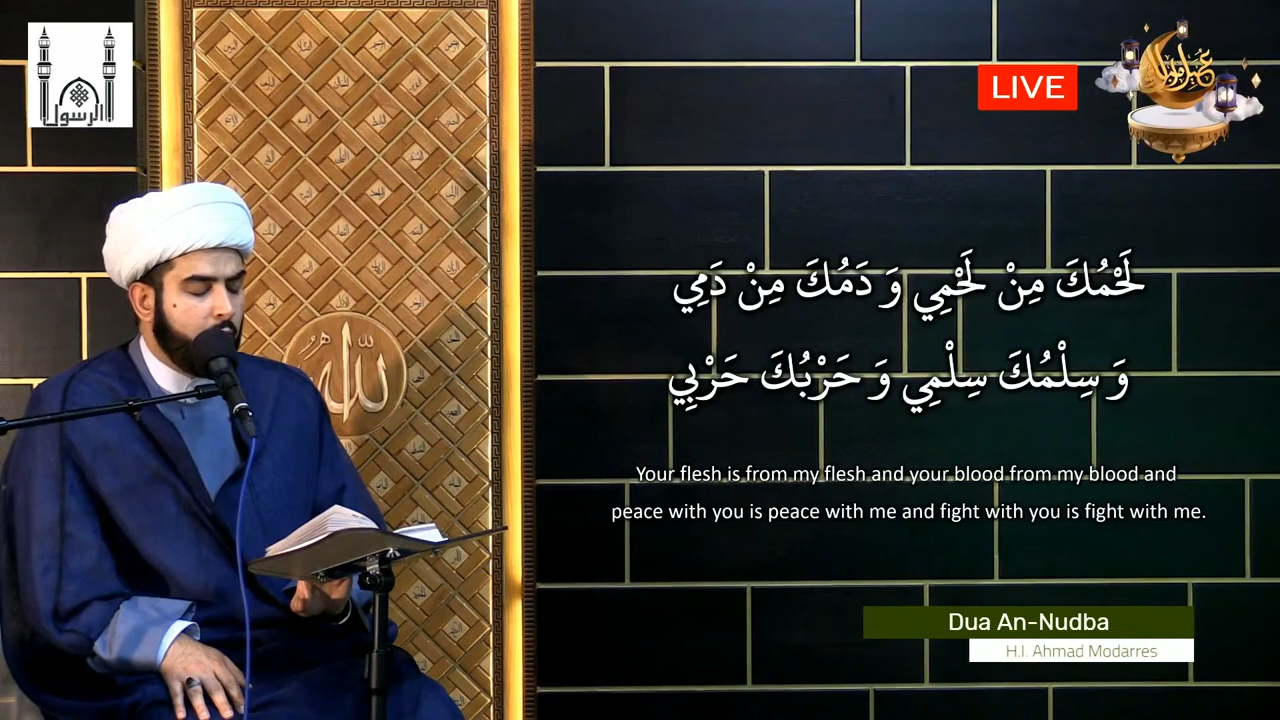 الرسول
LIVE
الله
لَحْمُكَ مِنْ لَحْمِي وَ دَمُكَ مِنْ دَمِي
وَ سِلْمُكَ سِلْمِي وَ حَرْبُكَ حَرْبِي
Your flesh is from my flesh and your blood from my blood and
peace with you is peace with me and fight with you is fight with me.
Dua An-Nudba
H.I. Ahmad Modarres